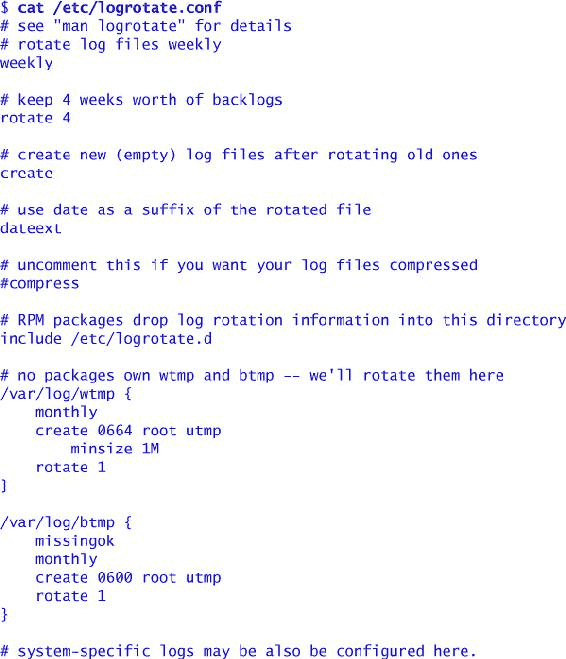 $ cat /etc/logrotate.conf
# see "man logrotate" for details
# rotate log files weekly
weekly
# keep 4 weeks worth of backlogs
rotate 4
# create new (empty) log files after rotating old ones
create
# use date as a suffix of the rotated file
dateext
# uncomment this if you want your log files compressed
#compress
# RPM packages drop log rotation information into this directory
include /etc/logrotate.d
# no packages own wtmp and btmp -- we'll rotate them here
/var/log/wtmp {
    monthly
    create 0664 root utmp
        minsize 1M
    rotate 1
}
/var/log/btmp {
    missingok
    monthly
    create 0600 root utmp
    rotate 1
}
# system-specific logs may be also be configured here.